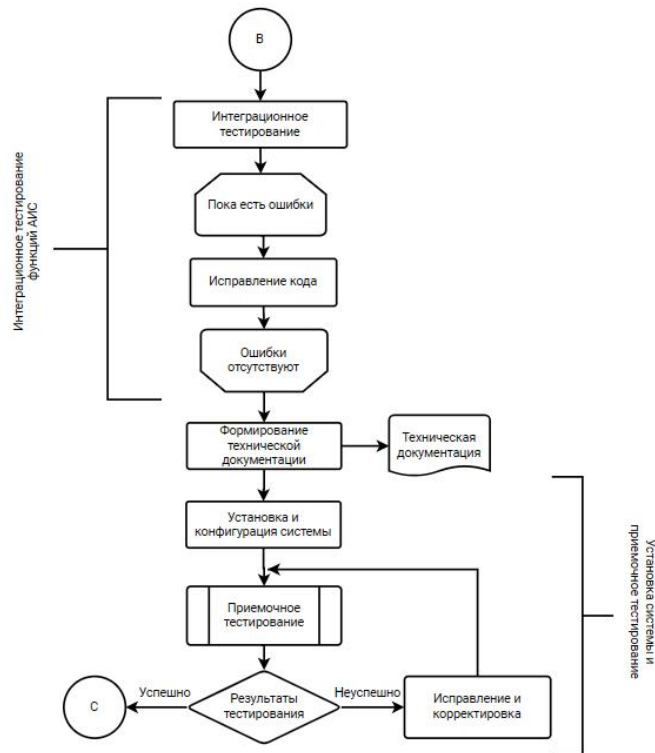 В
Интеграционное
тестирование
Интеграционное тестирование
функций АИС
Пока есть ошибки
Исправление кода
Ошибки
отсутствуют
Формирование
технической
документации
Техническая
документация
Установка и
конфигурация системы
Установка системы и
приемочное тестирование
Приемочное
тестирование
С
Успешно
Результаты
тестирования
Неуспешно
Исправление и
корректировка